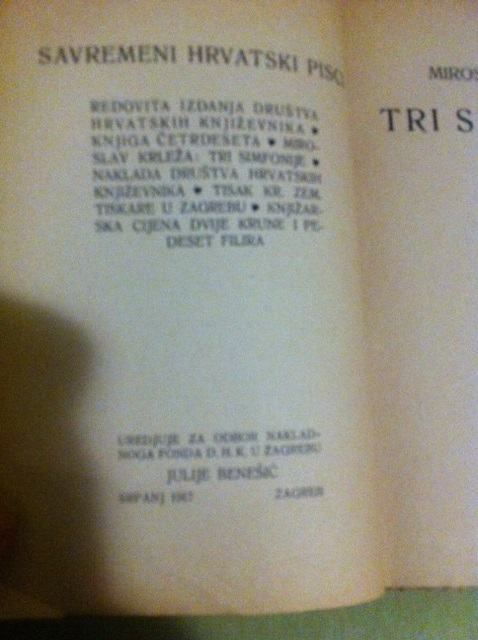 SAVREMENI HRVATSKI PISC
REDOVITA IZDANJA DRUŠTVA
HRVATSKIH KNJIŽEVNIKA ♥
KNJIGA ČETRDESETA ♥ MIRO-
SLAV KRLEŽA: TRI SIMFONIJE ♥
NAKLADA DRUŠTVA HRVATSKIH
KNJIŽEVNIKA ♥ TISAK KR. ZEM.
TISKARE U ZAGREBU ♥ KNJIŽAR-
SKA CIJENA DVIJE KRUNE I PE-
DESET FILIRA
UREDJUJE ZA ODBOR NAKLAD-
NOGA FONDA D. H. K. U ZAGREBU
JULIJE BENEŠIĆ
SRPANJ 1917 ZAGREB
MIROS
TRI S